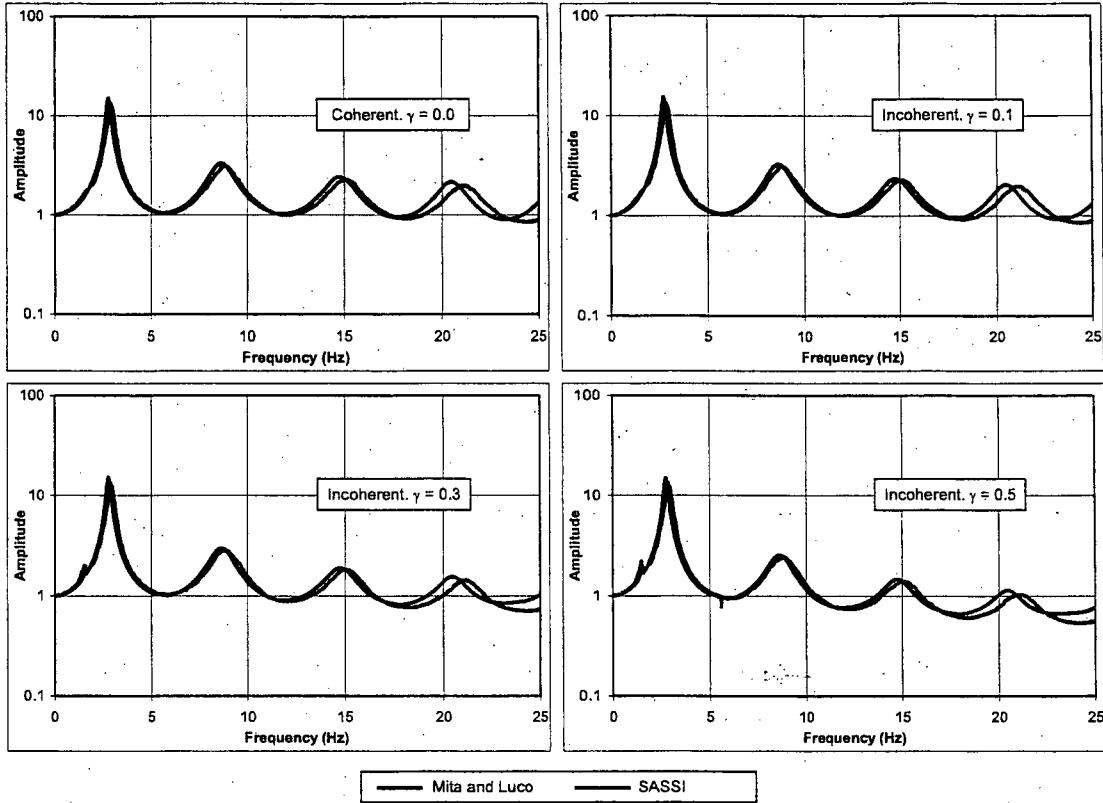 100
10
1
0.1
Amplitude
Coherent. γ = 0.0
0 5 10 15 20 25
Frequency (Hz)
100
10
1
0.1
Amplitude
Incoherent. γ = 0.1
0 5 10 15 20 25
Frequency (Hz)
100
10
1
0.1
Amplitude
Incoherent. γ = 0.3
0 5 10 15 20 25
Frequency (Hz)
100
10
1
0.1
Amplitude
Incoherent. γ = 0.5
0 5 10 15 20 25
Frequency (Hz)
Mita and Luco SASSI